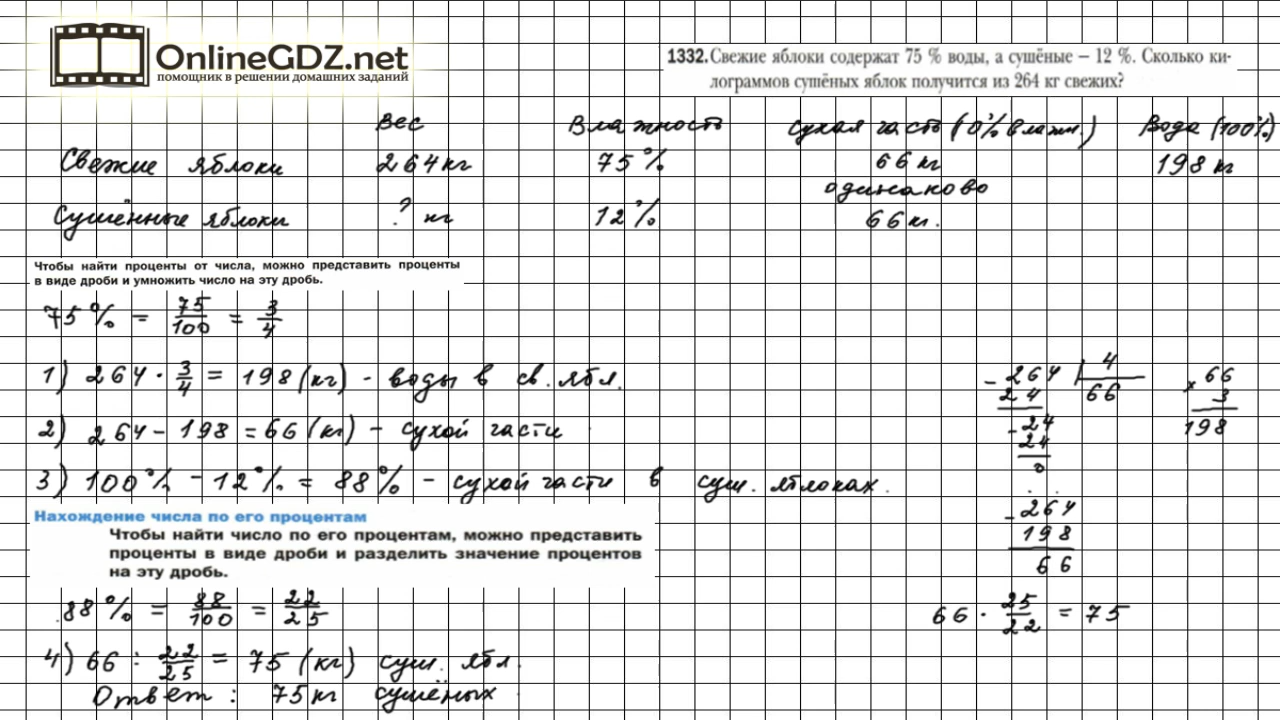 OnlineGDZ.net
помощник в решении домашних заданий
1332. Свежие яблоки содержат 75 % воды, а сушёные – 12 %. Сколько ки-
лограммов сушёных яблок получится из 264 кг свежих?
Вес Влажность Сухая часть (0% влажн.) Вода (100%)
Свежие яблоки 264 кг 75 % 66 кг 198 кг
одинаково
Сушённые яблоки ? кг 12 % 66 кг.
Чтобы найти проценты от числа, можно представить проценты
в виде дроби и умножить число на эту дробь.
75 % = 75/100 = 3/4
1) 264 · 3/4 = 198 (кг) - воды в св. ябл.
2) 264 - 198 = 66 (кг) - сухой части
3) 100 % - 12 % = 88 % - сухой части в суш. яблоках.
Нахождение числа по его процентам
Чтобы найти число по его процентам, можно представить
проценты в виде дроби и разделить значение процентов
на эту дробь.
88 % = 88/100 = 22/25
4) 66 : 22/25 = 75 (кг) суш. ябл.
Ответ : 75 кг сушёных
- 264 4
24 66
- 24
24
0
× 66
3
198
- 264
198
66
66 · 25/22 = 75